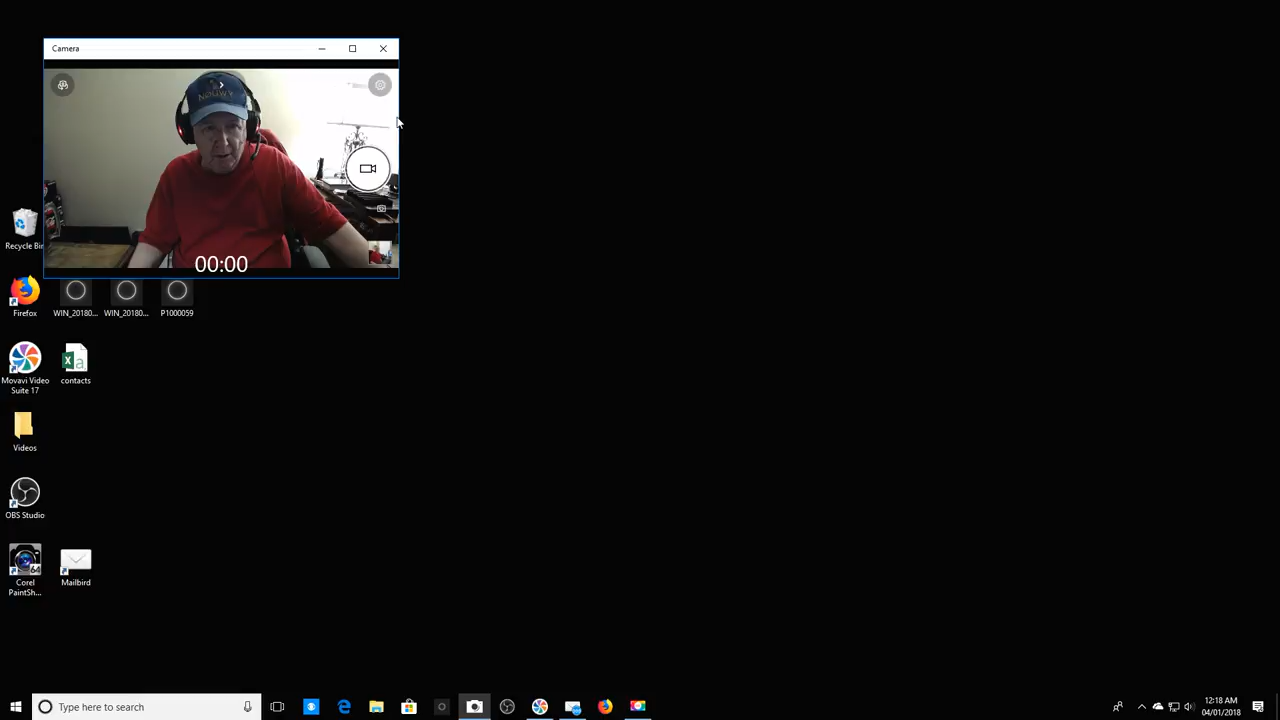 Camera
00:00
Recycle Bin
Firefox
WIN_20180...
WIN_20180...
P1000059
Movavi Video
Suite 17
contacts
Videos
OBS Studio
Corel
PaintSh...
Mailbird
Type here to search
12:18 AM
04/01/2018